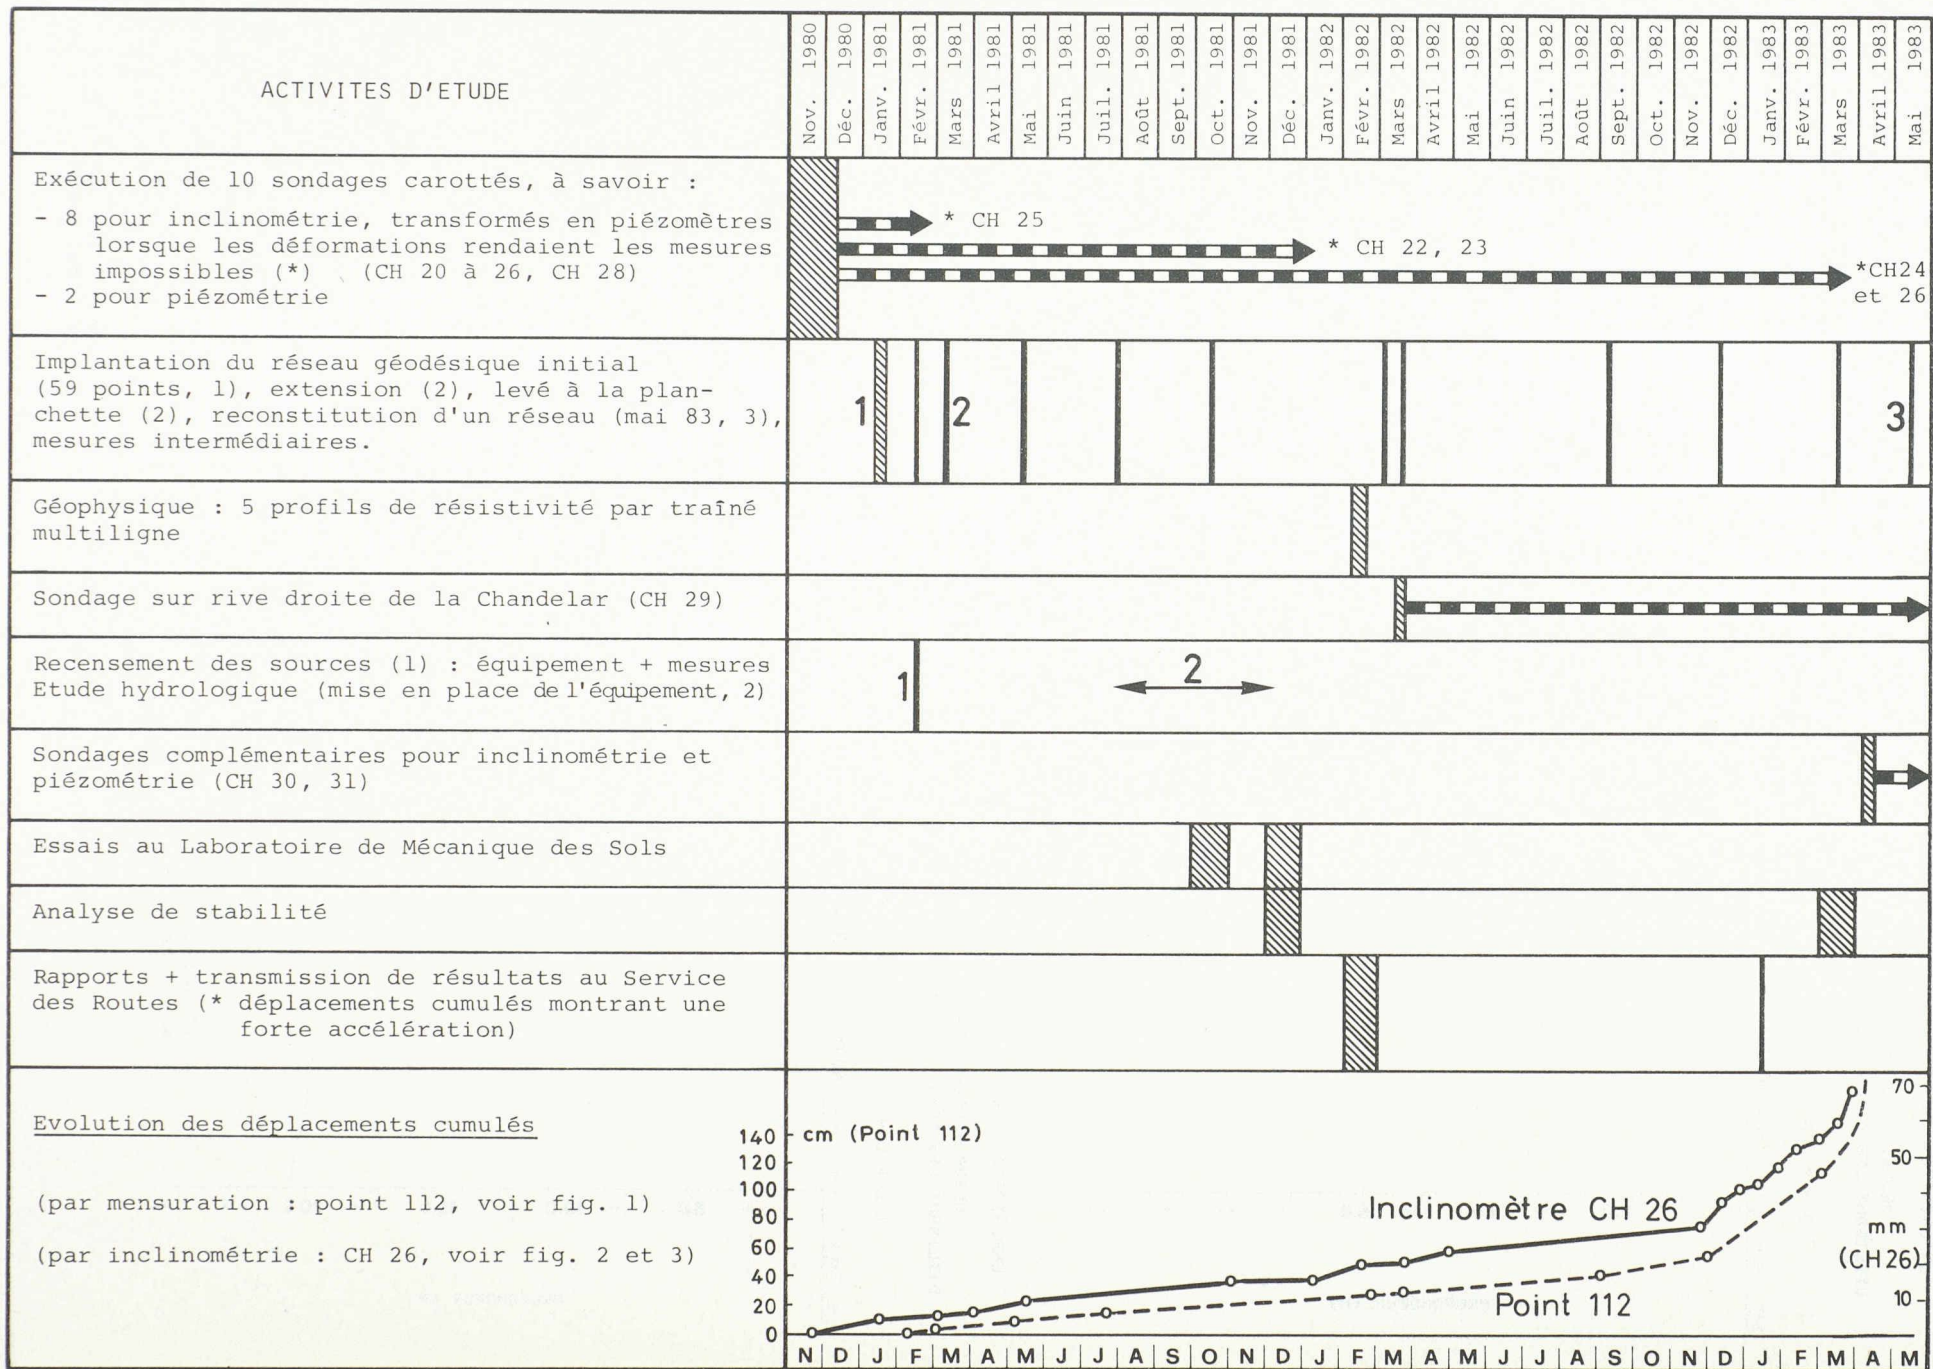 ACTIVITES D'ETUDE
Nov. 1980
Déc. 1980
Janv. 1981
Févr. 1981
Mars 1981
Avril 1981
Mai 1981
Juin 1981
Juil. 1981
Août 1981
Sept. 1981
Oct. 1981
Nov. 1981
Déc. 1981
Janv. 1982
Févr. 1982
Mars 1982
Avril 1982
Mai 1982
Juin 1982
Juil. 1982
Août 1982
Sept. 1982
Oct. 1982
Nov. 1982
Déc. 1982
Janv. 1983
Févr. 1983
Mars 1983
Avril 1983
Mai 1983
Exécution de 10 sondages carottés, à savoir :
- 8 pour inclinométrie, transformés en piézomètres
lorsque les déformations rendaient les mesures
impossibles (*) (CH 20 à 26, CH 28)
- 2 pour piézométrie
* CH 25
* CH 22, 23
*CH24
et 26
Implantation du réseau géodésique initial
(59 points, 1), extension (2), levé à la plan-
chette (2), reconstitution d'un réseau (mai 83, 3),
mesures intermédiaires.
1
2
3
Géophysique : 5 profils de résistivité par traîné
multiligne
Sondage sur rive droite de la Chandelar (CH 29)
Recensement des sources (1) : équipement + mesures
Etude hydrologique (mise en place de l'équipement, 2)
1
2
Sondages complémentaires pour inclinométrie et
piézométrie (CH 30, 31)
Essais au Laboratoire de Mécanique des Sols
Analyse de stabilité
Rapports + transmission de résultats au Service
des Routes (* déplacements cumulés montrant une
forte accélération)
Evolution des déplacements cumulés
(par mensuration : point 112, voir fig. 1)
(par inclinométrie : CH 26, voir fig. 2 et 3)
140
120
100
80
60
40
20
0
cm (Point 112)
Inclinomètre CH 26
Point 112
70
50
mm
(CH26)
10
N D J F M A M J J A S O N D J F M A M J J A S O N D J F M A M